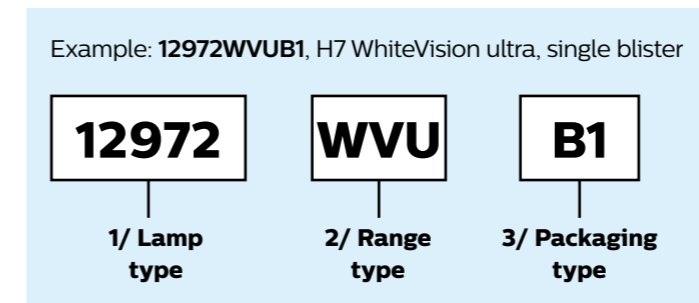 Example: 12972WVUB1, H7 WhiteVision ultra, single blister
12972 WVU B1
1/ Lamp type
2/ Range type
3/ Packaging type